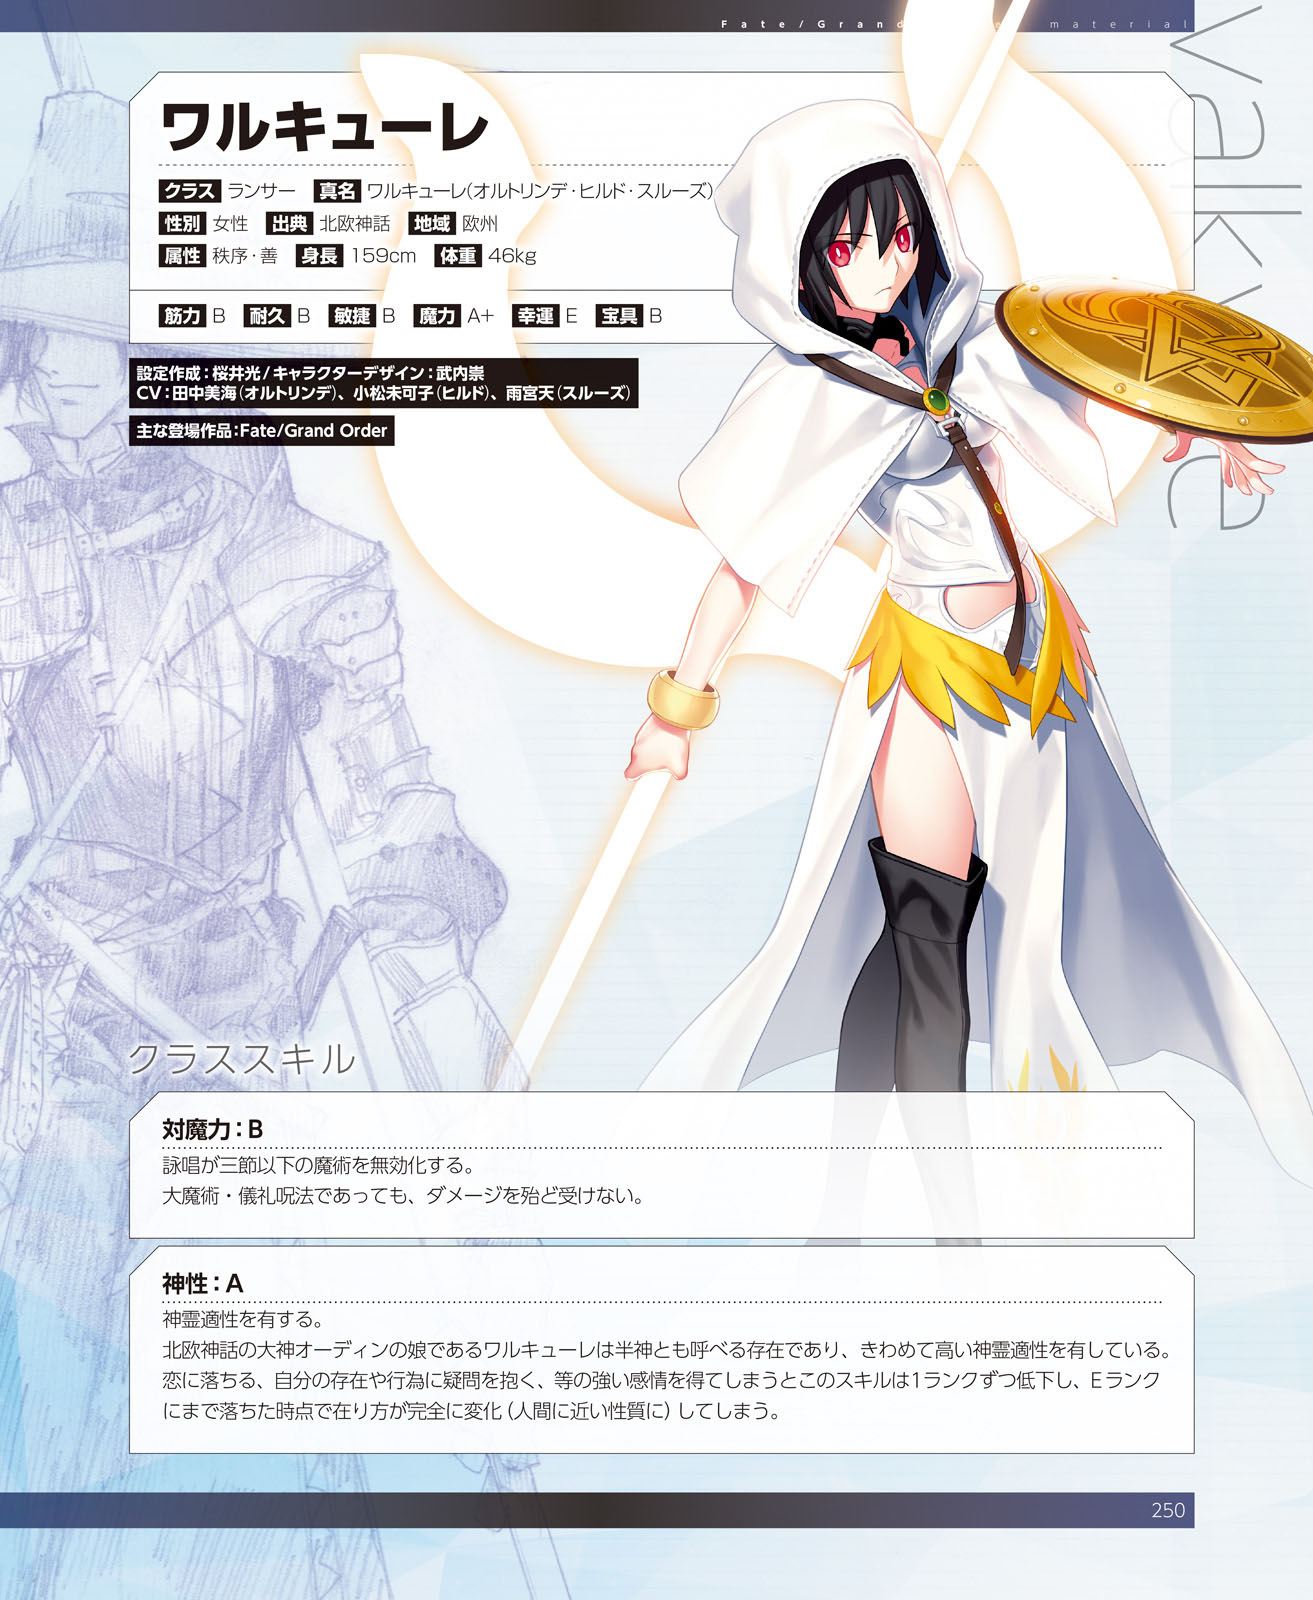 Fate/Grand material
valkyrie
ワルキューレ
クラス ランサー 真名 ワルキューレ(オルトリンデ・ヒルド・スルーズ)
性別 女性 出典 北欧神話 地域 欧州
属性 秩序・善 身長 159cm 体重 46kg
筋力 B 耐久 B 敏捷 B 魔力 A+ 幸運 E 宝具 B
設定作成:桜井光/キャラクターデザイン:武内崇
CV:田中美海(オルトリンデ)、小松未可子(ヒルド)、雨宮天(スルーズ)
主な登場作品:Fate/Grand Order
クラススキル
対魔力:B
詠唱が三節以下の魔術を無効化する。
大魔術・儀礼呪法であっても、ダメージを殆ど受けない。
神性:A
神霊適性を有する。
北欧神話の大神オーディンの娘であるワルキューレは半神とも呼べる存在であり、きわめて高い神霊適性を有している。
恋に落ちる、自分の存在や行為に疑問を抱く、等の強い感情を得てしまうとこのスキルは1ランクずつ低下し、Eランク
にまで落ちた時点で在り方が完全に変化(人間に近い性質に)してしまう。
250